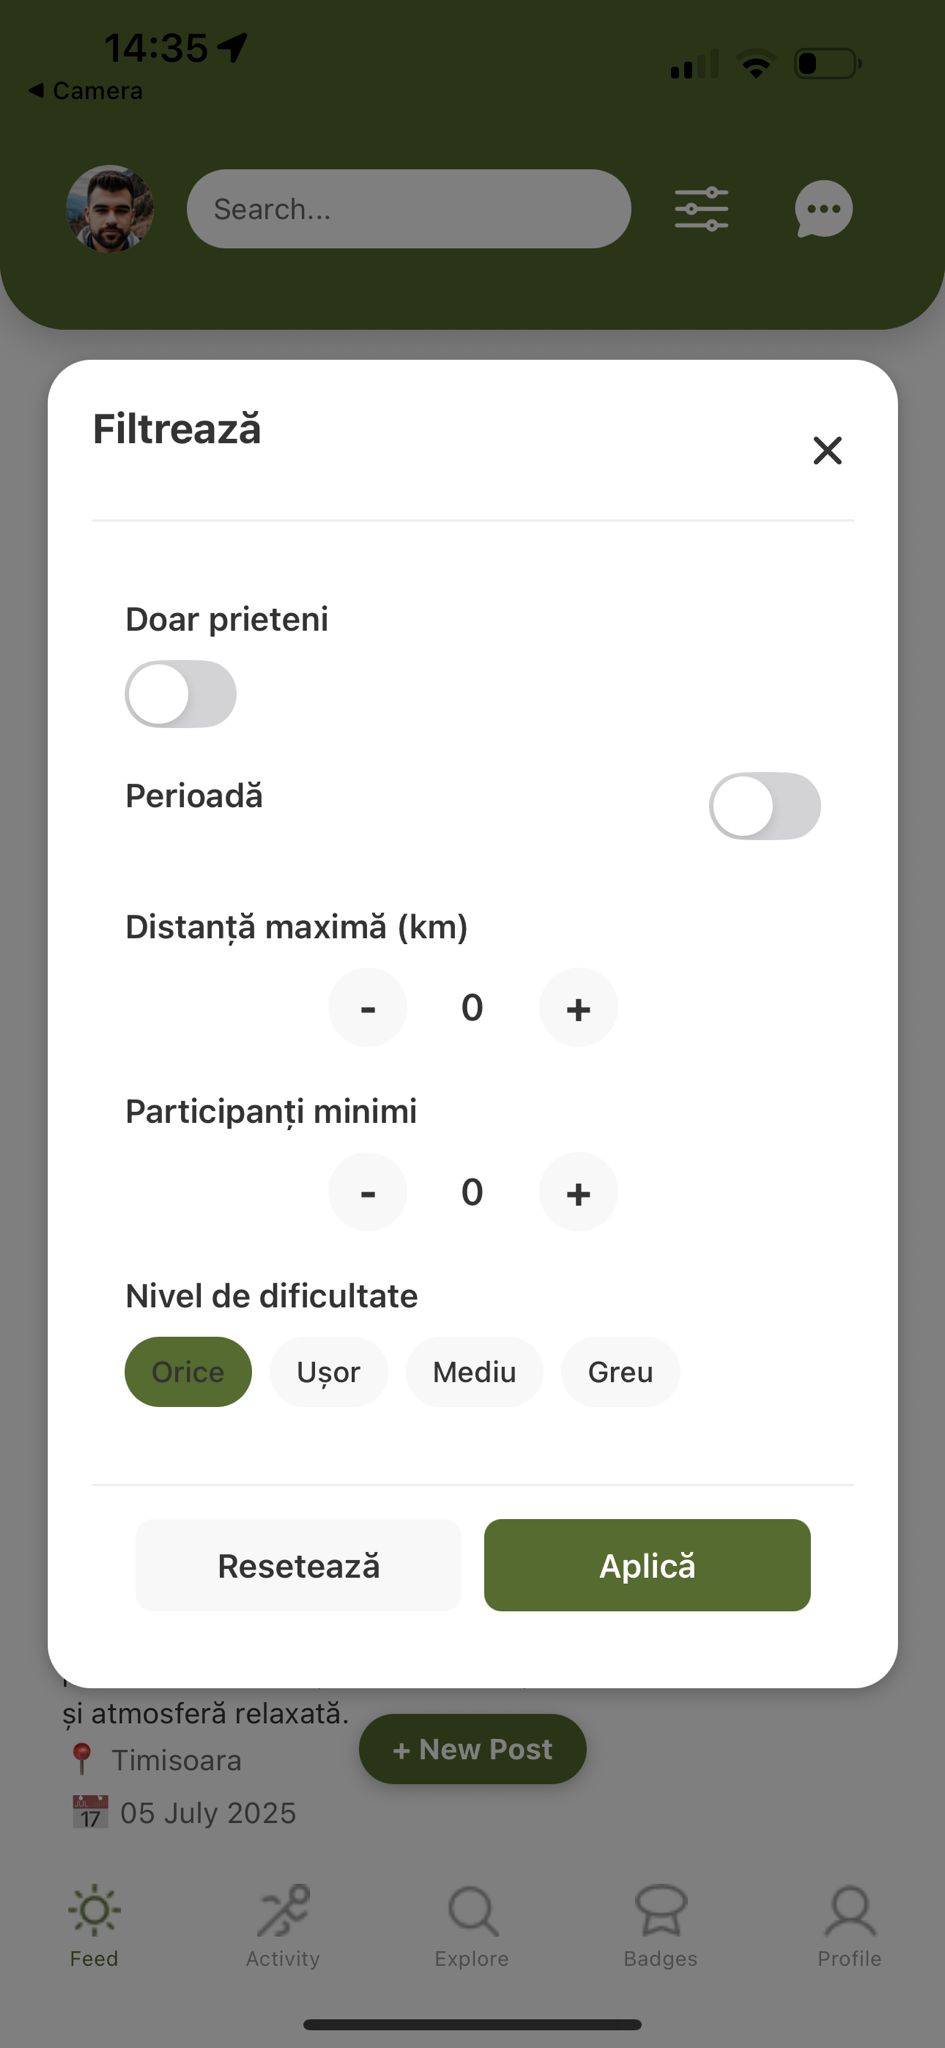 14:35
Camera
Search...
Filtrează
Doar prieteni
Perioadă
Distanță maximă (km)
- 0 +
Participanți minimi
- 0 +
Nivel de dificultate
Orice Ușor Mediu Greu
Resetează Aplică
și atmosferă relaxată.
+ New Post
Timisoara
JUL 17 05 July 2025
Feed Activity Explore Badges Profile